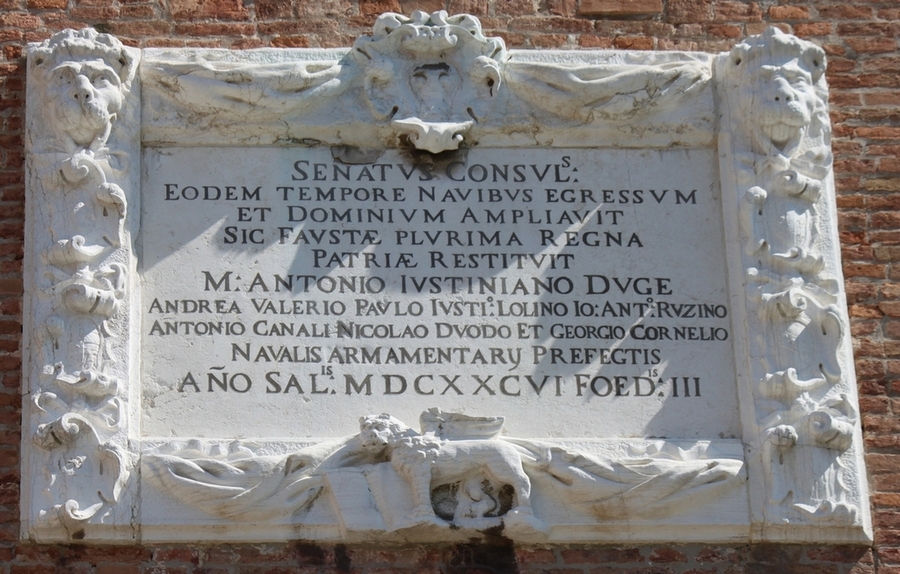 SENATVS CONSVLS:
EODEM TEMPORE NAVIBVS EGRESSVM
ET DOMINIVM AMPLIAVIT
SIC FAVSTÆ PLVRIMA REGNA
PATRIÆ RESTITVIT
M: ANTONIO IVSTINIANO DVGE
ANDREA VALERIO PAVLO IVSTI:º LOLINO IO: ANT:º RVZINO
ANTONIO CANALI NICOLAO DVODO ET GEORGIO CORNELIO
NAVALIS ARMAMENTARY PREFECTIS
AÑO SAL:IS MDCXXCVI FOED:IS III